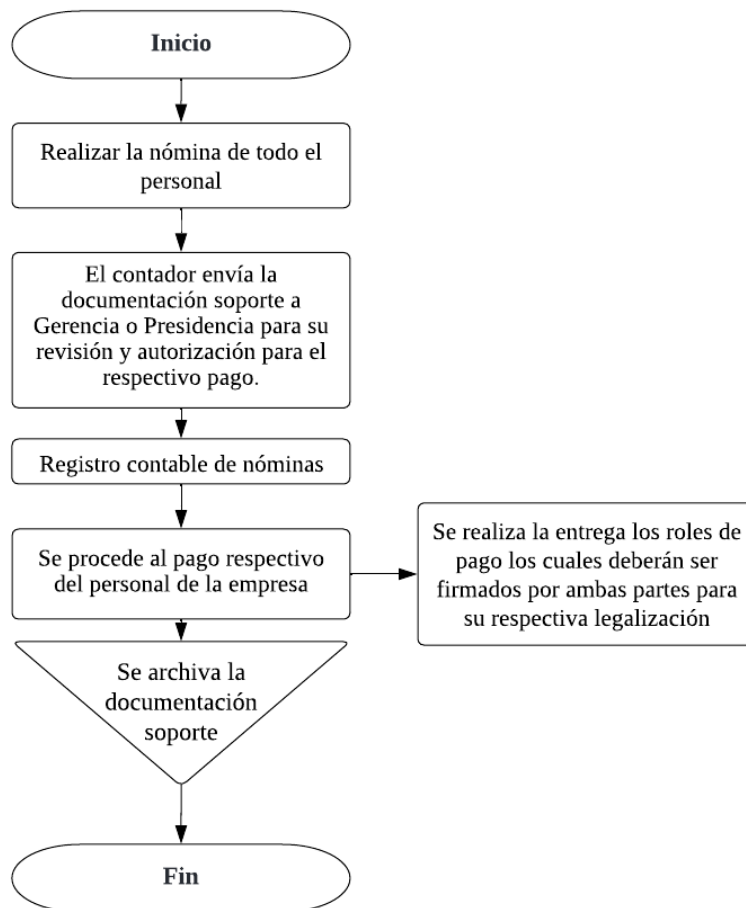 Inicio
Realizar la nómina de todo el
personal
El contador envía la
documentación soporte a
Gerencia o Presidencia para su
revisión y autorización para el
respectivo pago.
Registro contable de nóminas
Se procede al pago respectivo
del personal de la empresa
Se realiza la entrega los roles de
pago los cuales deberán ser
firmados por ambas partes para
su respectiva legalización
Se archiva la
documentación
soporte
Fin